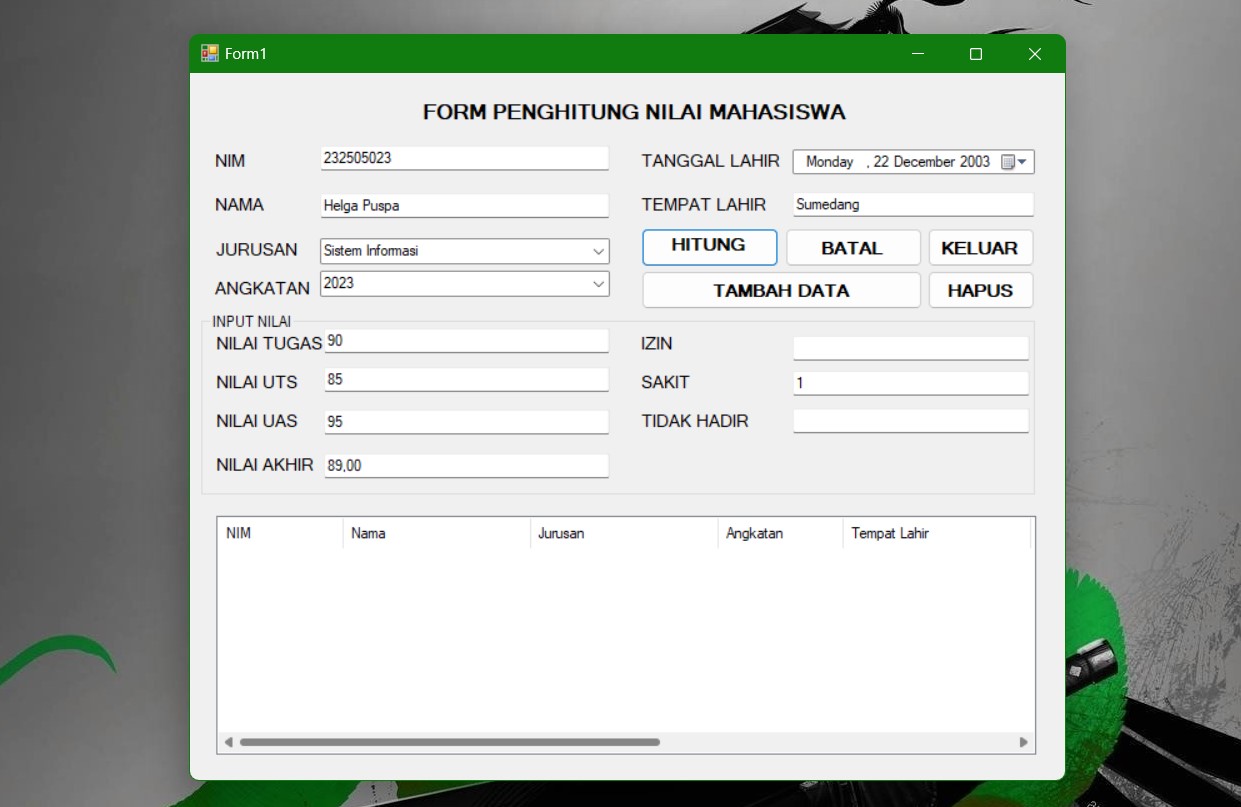 Form1
FORM PENGHITUNG NILAI MAHASISWA
NIM 232505023
TANGGAL LAHIR Monday , 22 December 2003
NAMA Helga Puspa
TEMPAT LAHIR Sumedang
JURUSAN Sistem Informasi
HITUNG BATAL KELUAR
ANGKATAN 2023
TAMBAH DATA HAPUS
INPUT NILAI
NILAI TUGAS 90
IZIN
NILAI UTS 85
SAKIT 1
NILAI UAS 95
TIDAK HADIR
NILAI AKHIR 89,00
NIM Nama Jurusan Angkatan Tempat Lahir